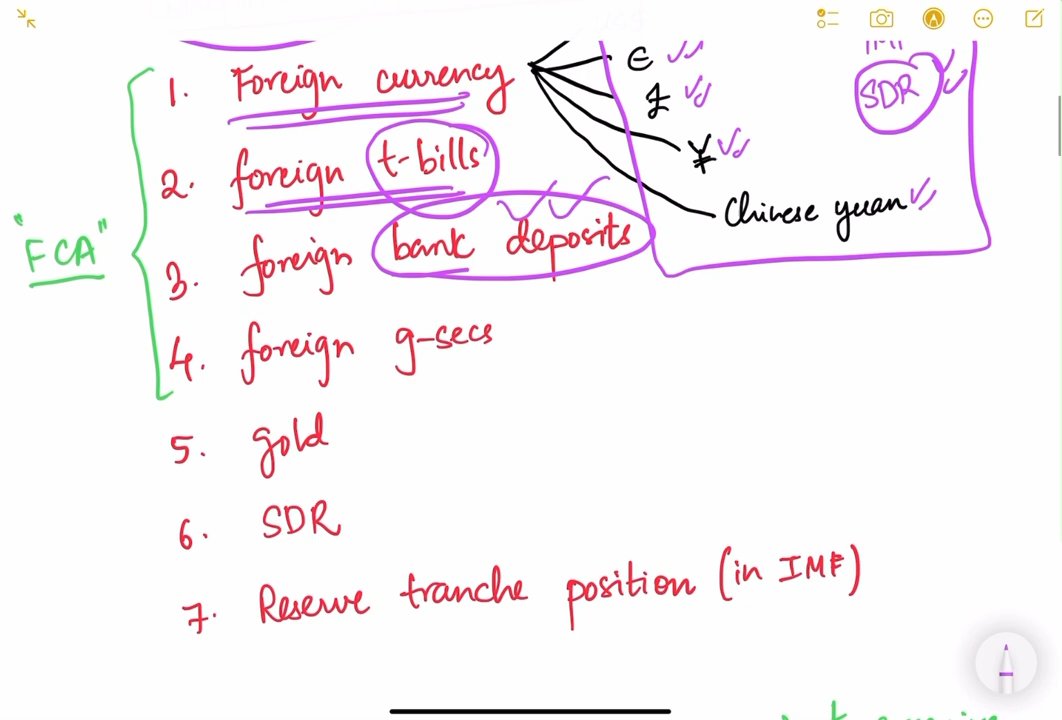 1. Foreign currency
€
£
¥
Chinese yuan
SDR
2. foreign t-bills
3. foreign bank deposits
"FCA"
4. foreign g-secs
5. gold
6. SDR
7. Reserve tranche position (in IMF)